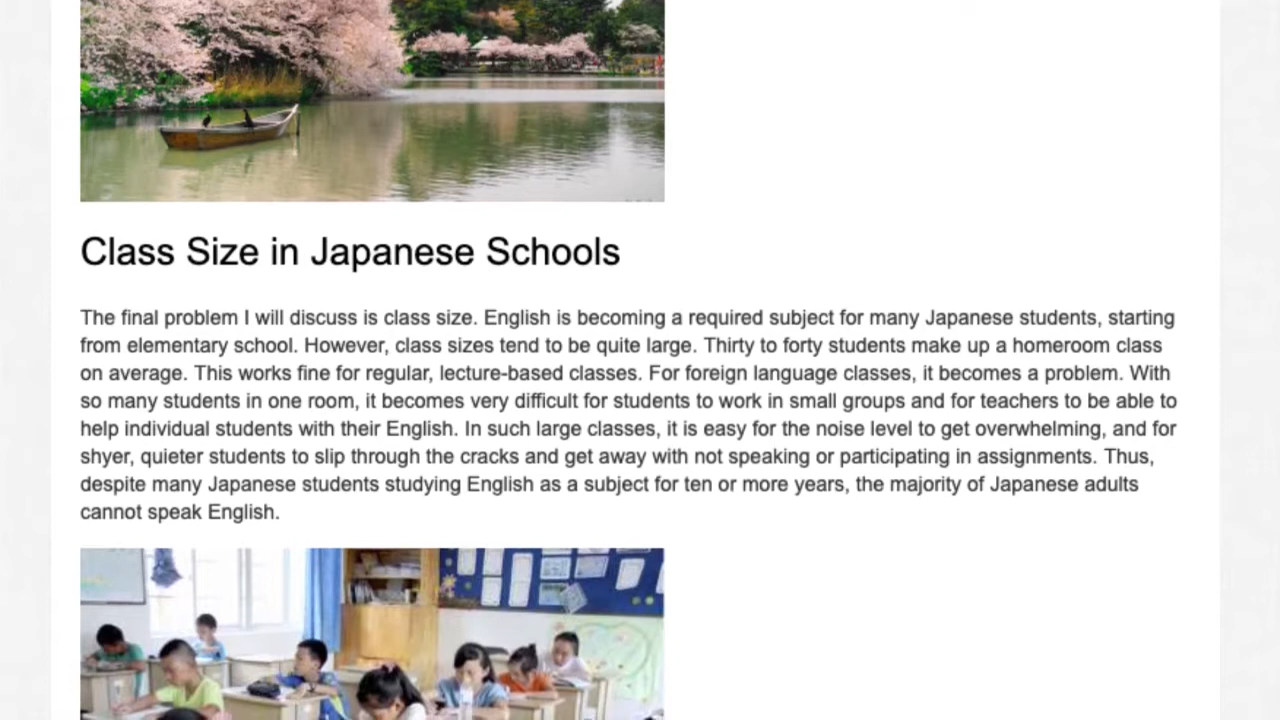 Class Size in Japanese Schools
The final problem I will discuss is class size. English is becoming a required subject for many Japanese students, starting
from elementary school. However, class sizes tend to be quite large. Thirty to forty students make up a homeroom class
on average. This works fine for regular, lecture-based classes. For foreign language classes, it becomes a problem. With
so many students in one room, it becomes very difficult for students to work in small groups and for teachers to be able to
help individual students with their English. In such large classes, it is easy for the noise level to get overwhelming, and for
shyer, quieter students to slip through the cracks and get away with not speaking or participating in assignments. Thus,
despite many Japanese students studying English as a subject for ten or more years, the majority of Japanese adults
cannot speak English.